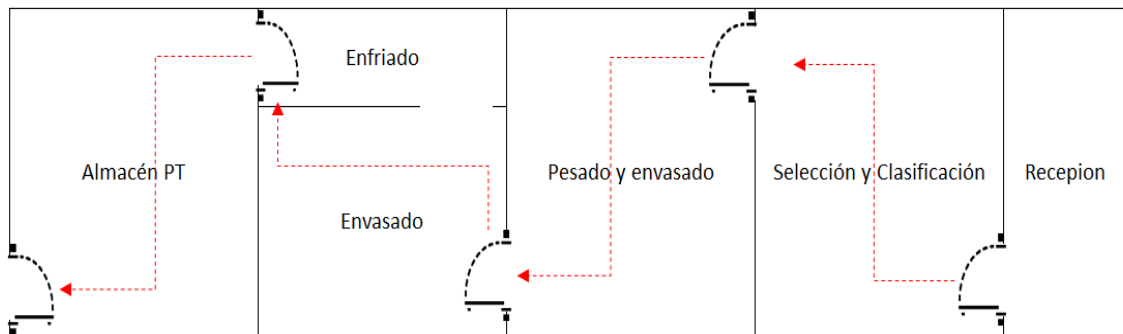 Enfriado
Almacén PT
Envasado
Pesado y envasado
Selección y Clasificación
Recepion